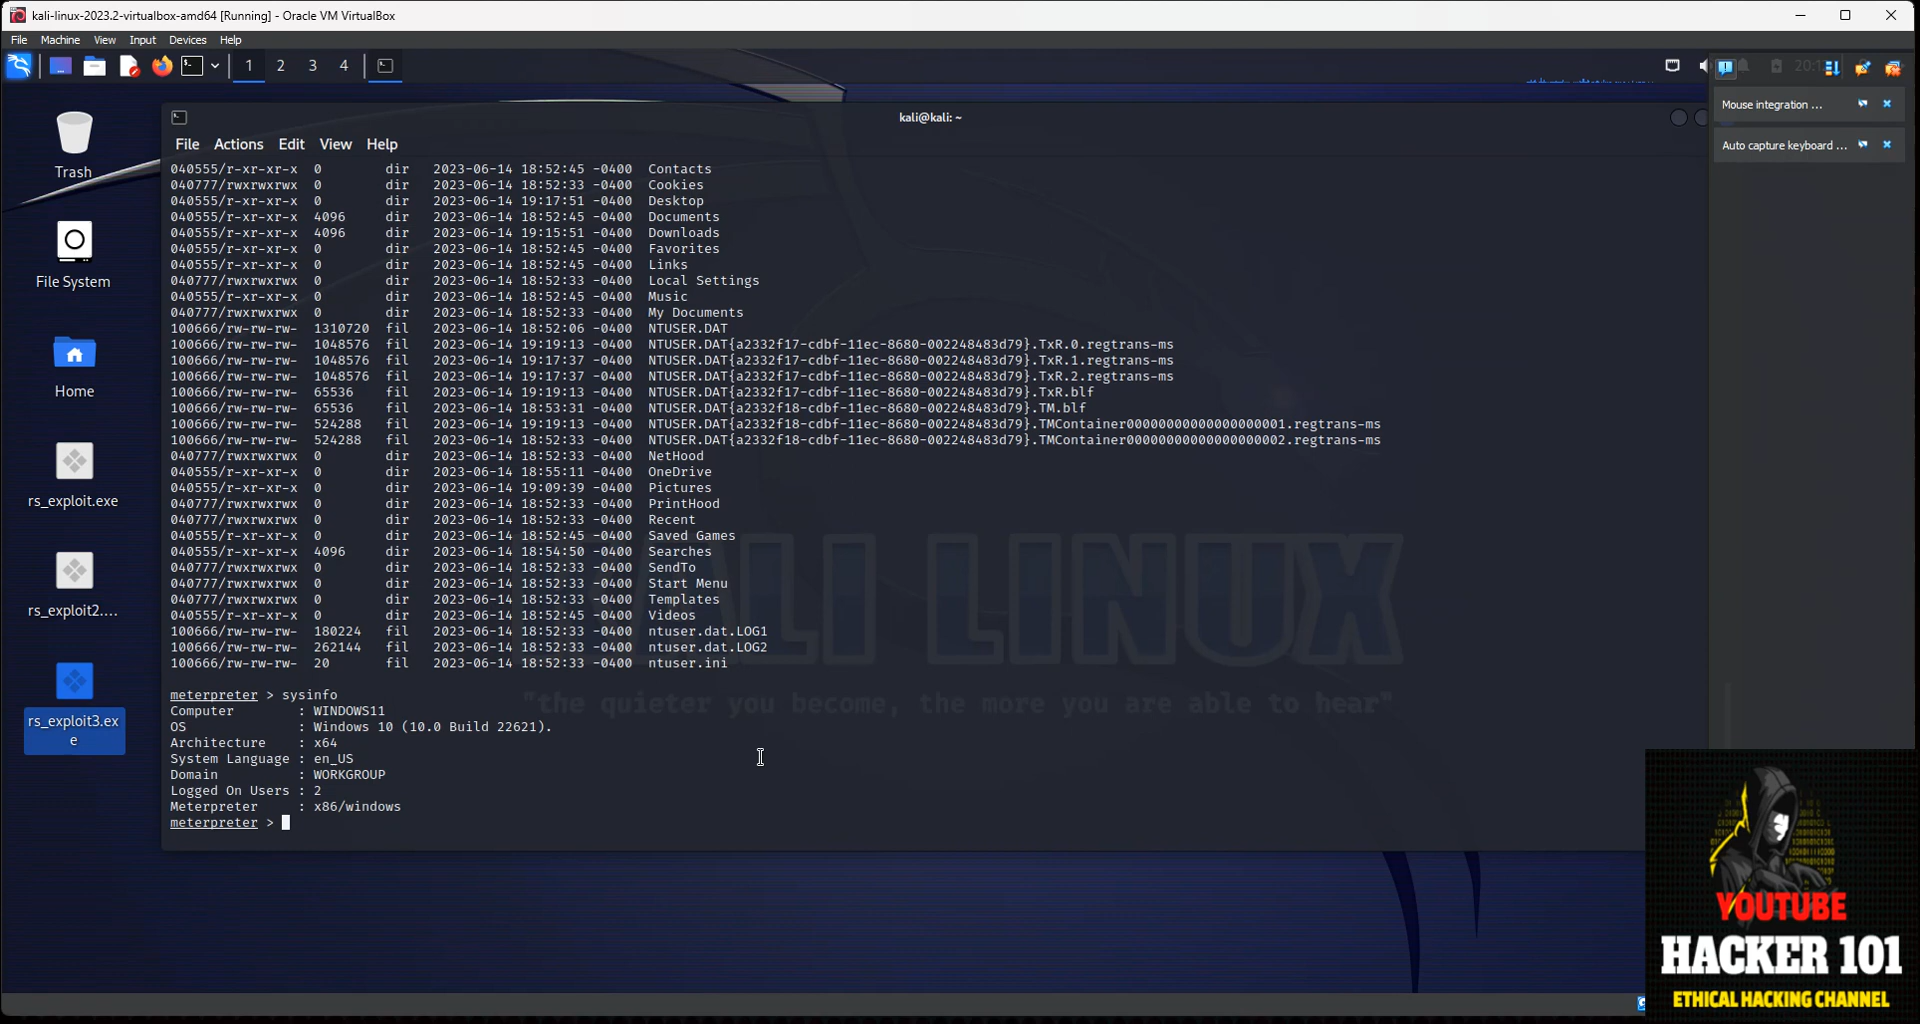 kali-linux-2023.2-virtualbox-amd64 [Running] - Oracle VM VirtualBox
File Machine View Input Devices Help
1 2 3 4
Mouse integration ...
Auto capture keyboard ...
kali@kali: ~
File Actions Edit View Help
Trash
File System
Home
rs_exploit.exe
rs_exploit2....
rs_exploit3.ex
e
040555/r-xr-xr-x 0 dir 2023-06-14 18:52:45 -0400 Contacts
040777/rwxrwxrwx 0 dir 2023-06-14 18:52:33 -0400 Cookies
040555/r-xr-xr-x 0 dir 2023-06-14 19:17:51 -0400 Desktop
040555/r-xr-xr-x 4096 dir 2023-06-14 18:52:45 -0400 Documents
040555/r-xr-xr-x 4096 dir 2023-06-14 19:15:51 -0400 Downloads
040555/r-xr-xr-x 0 dir 2023-06-14 18:52:45 -0400 Favorites
040555/r-xr-xr-x 0 dir 2023-06-14 18:52:45 -0400 Links
040777/rwxrwxrwx 0 dir 2023-06-14 18:52:33 -0400 Local Settings
040555/r-xr-xr-x 0 dir 2023-06-14 18:52:45 -0400 Music
040777/rwxrwxrwx 0 dir 2023-06-14 18:52:33 -0400 My Documents
100666/rw-rw-rw- 1310720 fil 2023-06-14 18:52:06 -0400 NTUSER.DAT
100666/rw-rw-rw- 1048576 fil 2023-06-14 19:19:13 -0400 NTUSER.DAT{a2332f17-cdbf-11ec-8680-002248483d79}.TxR.0.regtrans-ms
100666/rw-rw-rw- 1048576 fil 2023-06-14 19:17:37 -0400 NTUSER.DAT{a2332f17-cdbf-11ec-8680-002248483d79}.TxR.1.regtrans-ms
100666/rw-rw-rw- 1048576 fil 2023-06-14 19:17:37 -0400 NTUSER.DAT{a2332f17-cdbf-11ec-8680-002248483d79}.TxR.2.regtrans-ms
100666/rw-rw-rw- 65536 fil 2023-06-14 19:19:13 -0400 NTUSER.DAT{a2332f17-cdbf-11ec-8680-002248483d79}.TxR.blf
100666/rw-rw-rw- 65536 fil 2023-06-14 18:53:31 -0400 NTUSER.DAT{a2332f18-cdbf-11ec-8680-002248483d79}.TM.blf
100666/rw-rw-rw- 524288 fil 2023-06-14 19:19:13 -0400 NTUSER.DAT{a2332f18-cdbf-11ec-8680-002248483d79}.TMContainer00000000000000000001.regtrans-ms
100666/rw-rw-rw- 524288 fil 2023-06-14 18:52:33 -0400 NTUSER.DAT{a2332f18-cdbf-11ec-8680-002248483d79}.TMContainer00000000000000000002.regtrans-ms
040777/rwxrwxrwx 0 dir 2023-06-14 18:52:33 -0400 NetHood
040555/r-xr-xr-x 0 dir 2023-06-14 18:55:11 -0400 OneDrive
040555/r-xr-xr-x 0 dir 2023-06-14 19:09:39 -0400 Pictures
040777/rwxrwxrwx 0 dir 2023-06-14 18:52:33 -0400 PrintHood
040777/rwxrwxrwx 0 dir 2023-06-14 18:52:33 -0400 Recent
040555/r-xr-xr-x 0 dir 2023-06-14 18:52:45 -0400 Saved Games
040555/r-xr-xr-x 4096 dir 2023-06-14 18:54:50 -0400 Searches
040777/rwxrwxrwx 0 dir 2023-06-14 18:52:33 -0400 SendTo
040777/rwxrwxrwx 0 dir 2023-06-14 18:52:33 -0400 Start Menu
040777/rwxrwxrwx 0 dir 2023-06-14 18:52:33 -0400 Templates
040555/r-xr-xr-x 0 dir 2023-06-14 18:52:45 -0400 Videos
100666/rw-rw-rw- 180224 fil 2023-06-14 18:52:33 -0400 ntuser.dat.LOG1
100666/rw-rw-rw- 262144 fil 2023-06-14 18:52:33 -0400 ntuser.dat.LOG2
100666/rw-rw-rw- 20 fil 2023-06-14 18:52:33 -0400 ntuser.ini
meterpreter > sysinfo
Computer : WINDOWS11
OS : Windows 10 (10.0 Build 22621).
Architecture : x64
System Language : en_US
Domain : WORKGROUP
Logged On Users : 2
Meterpreter : x86/windows
meterpreter >
KALI LINUX
"the quieter you become, the more you are able to hear"
YOUTUBE
HACKER 101
ETHICAL HACKING CHANNEL